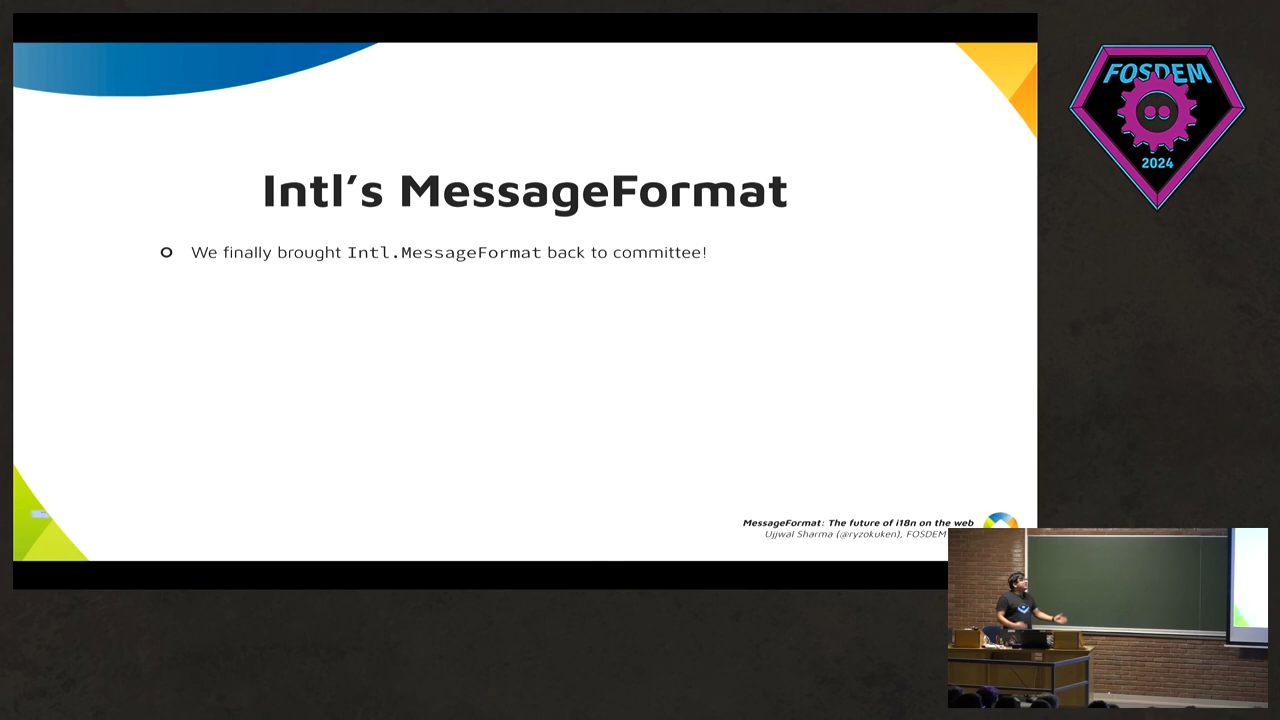 Intl’s MessageFormat
o We finally brought Intl.MessageFormat back to committee!
MessageFormat: The future of i18n on the web
Ujjwal Sharma (@ryzokuken), FOSDEM
FOSDEM
2024